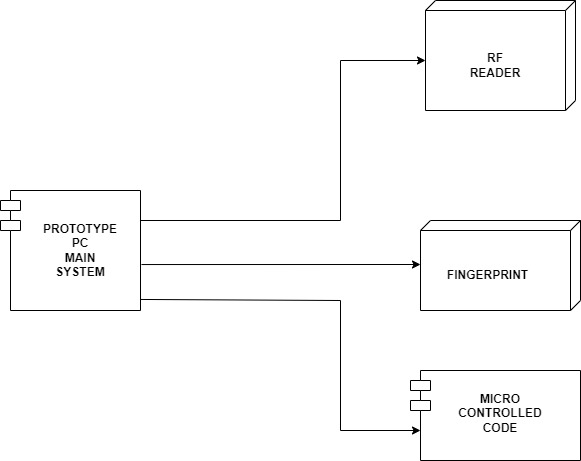 RF
READER
PROTOTYPE
PC
MAIN
SYSTEM
FINGERPRINT
MICRO
CONTROLLED
CODE